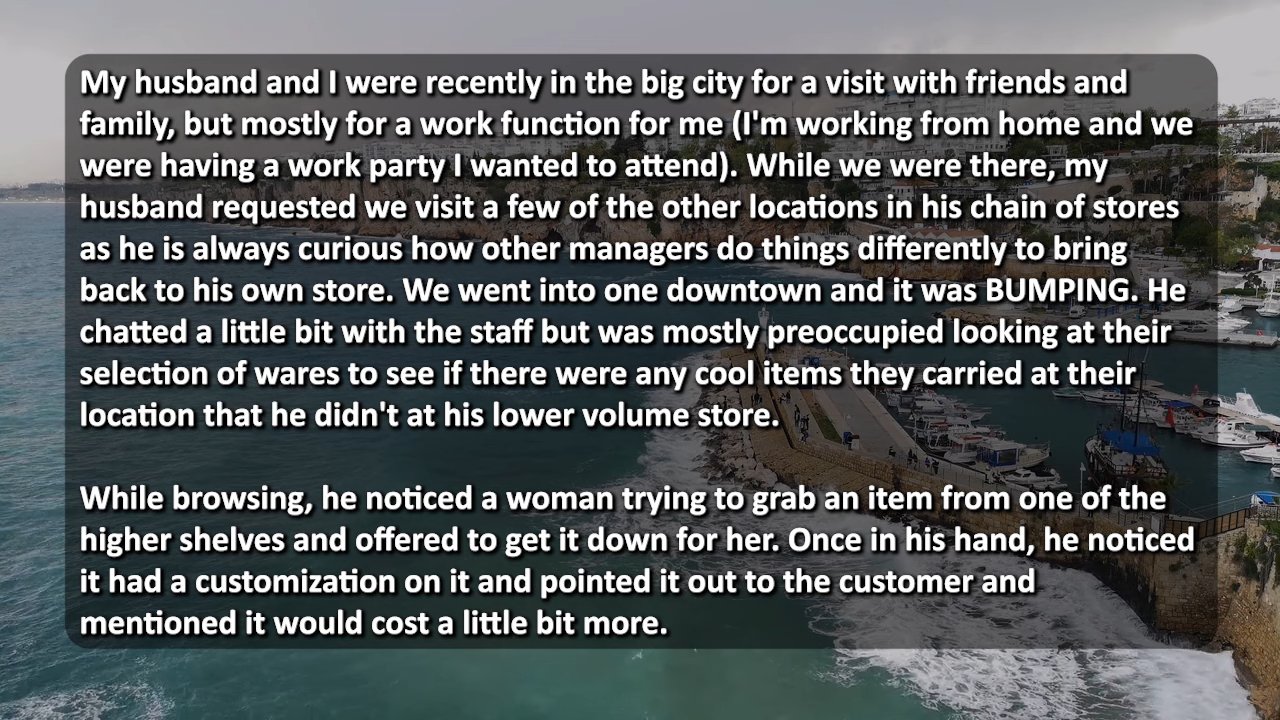 My husband and I were recently in the big city for a visit with friends and
family, but mostly for a work function for me (I'm working from home and we
were having a work party I wanted to attend). While we were there, my
husband requested we visit a few of the other locations in his chain of stores
as he is always curious how other managers do things differently to bring
back to his own store. We went into one downtown and it was BUMPING. He
chatted a little bit with the staff but was mostly preoccupied looking at their
selection of wares to see if there were any cool items they carried at their
location that he didn't at his lower volume store.
While browsing, he noticed a woman trying to grab an item from one of the
higher shelves and offered to get it down for her. Once in his hand, he noticed
it had a customization on it and pointed it out to the customer and
mentioned it would cost a little bit more.